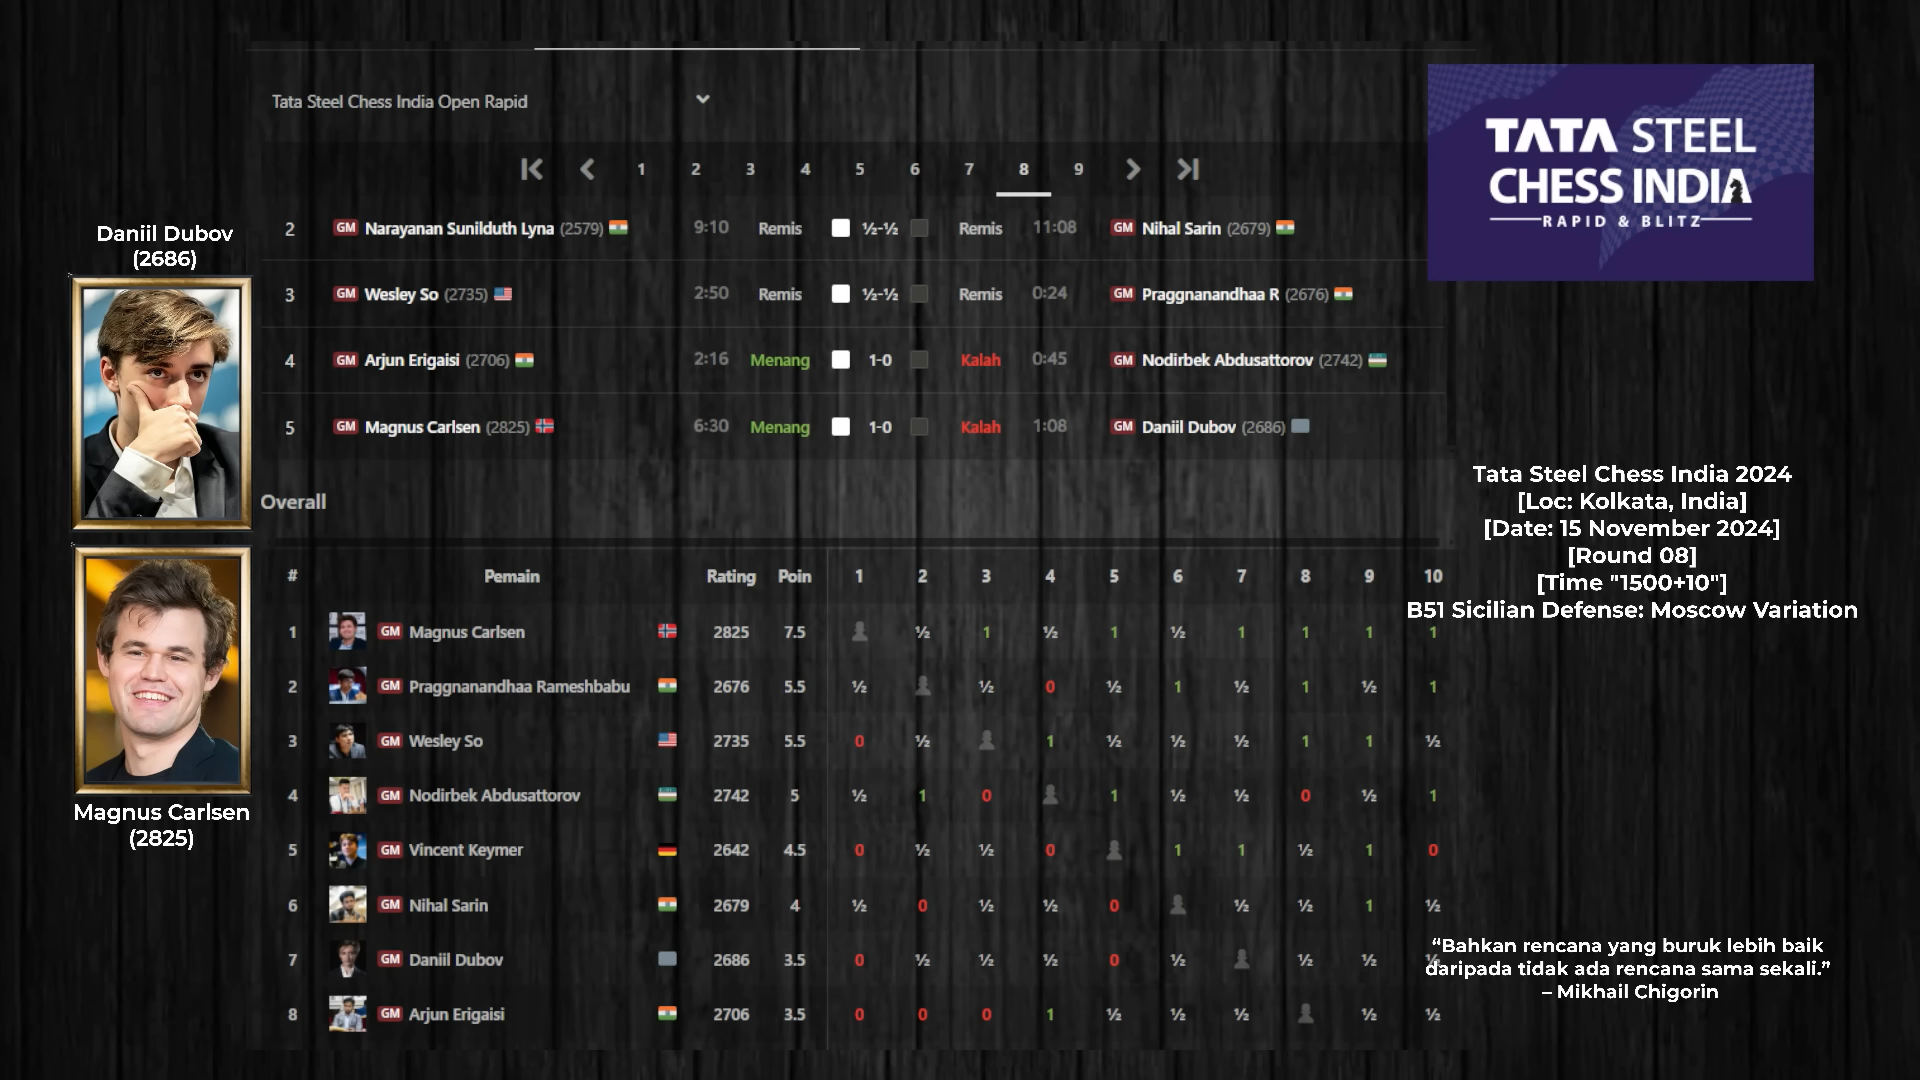 Tata Steel Chess India Open Rapid
1 2 3 4 5 6 7 8 9
2 GM Narayanan Sunilduth Lyna (2579) 9:10 Remis ½-½ Remis 11:08 GM Nihal Sarin (2679)
3 GM Wesley So (2735) 2:50 Remis ½-½ Remis 0:24 GM Praggnanandhaa R (2676)
4 GM Arjun Erigaisi (2706) 2:16 Menang 1-0 Kalah 0:45 GM Nodirbek Abdusattorov (2742)
5 GM Magnus Carlsen (2825) 6:30 Menang 1-0 Kalah 1:08 GM Daniil Dubov (2686)
Overall
# Pemain Rating Poin 1 2 3 4 5 6 7 8 9 10
1 GM Magnus Carlsen 2825 7.5 ½ 1 ½ 1 ½ 1 1 1 1
2 GM Praggnanandhaa Rameshbabu 2676 5.5 ½ ½ 0 ½ 1 ½ 1 ½ 1
3 GM Wesley So 2735 5.5 0 ½ 1 ½ ½ ½ 1 1 ½
4 GM Nodirbek Abdusattorov 2742 5 ½ 1 0 1 ½ ½ 0 ½ 1
5 GM Vincent Keymer 2642 4.5 0 ½ ½ 0 1 1 ½ 1 0
6 GM Nihal Sarin 2679 4 ½ 0 ½ ½ 0 ½ ½ 1 ½
7 GM Daniil Dubov 2686 3.5 0 ½ ½ ½ 0 ½ ½ ½ ½
8 GM Arjun Erigaisi 2706 3.5 0 0 0 1 ½ ½ ½ ½ ½
Daniil Dubov
(2686)
Magnus Carlsen
(2825)
TATA STEEL
CHESS INDIA
RAPID & BLITZ
Tata Steel Chess India 2024
[Loc: Kolkata, India]
[Date: 15 November 2024]
[Round 08]
[Time "1500+10"]
B51 Sicilian Defense: Moscow Variation
“Bahkan rencana yang buruk lebih baik
daripada tidak ada rencana sama sekali.”
– Mikhail Chigorin